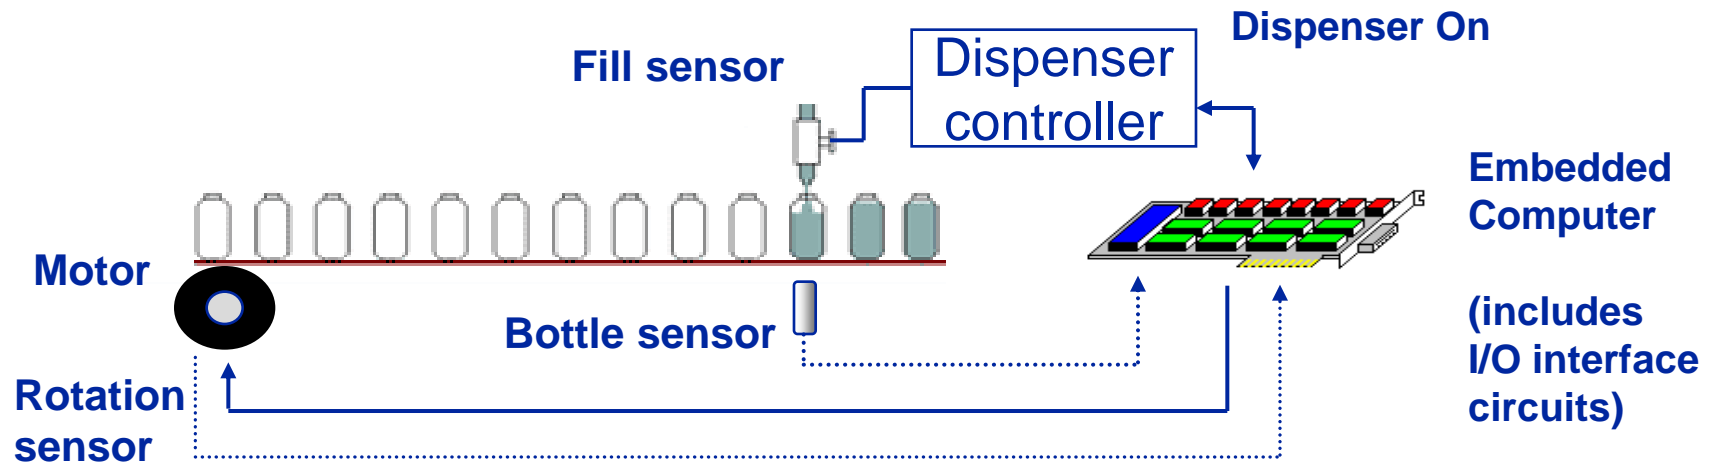 Dispenser On
Fill sensor
Dispenser
controller
Embedded
Computer
Motor
Bottle sensor
(includes
I/O interface
circuits)
Rotation
sensor